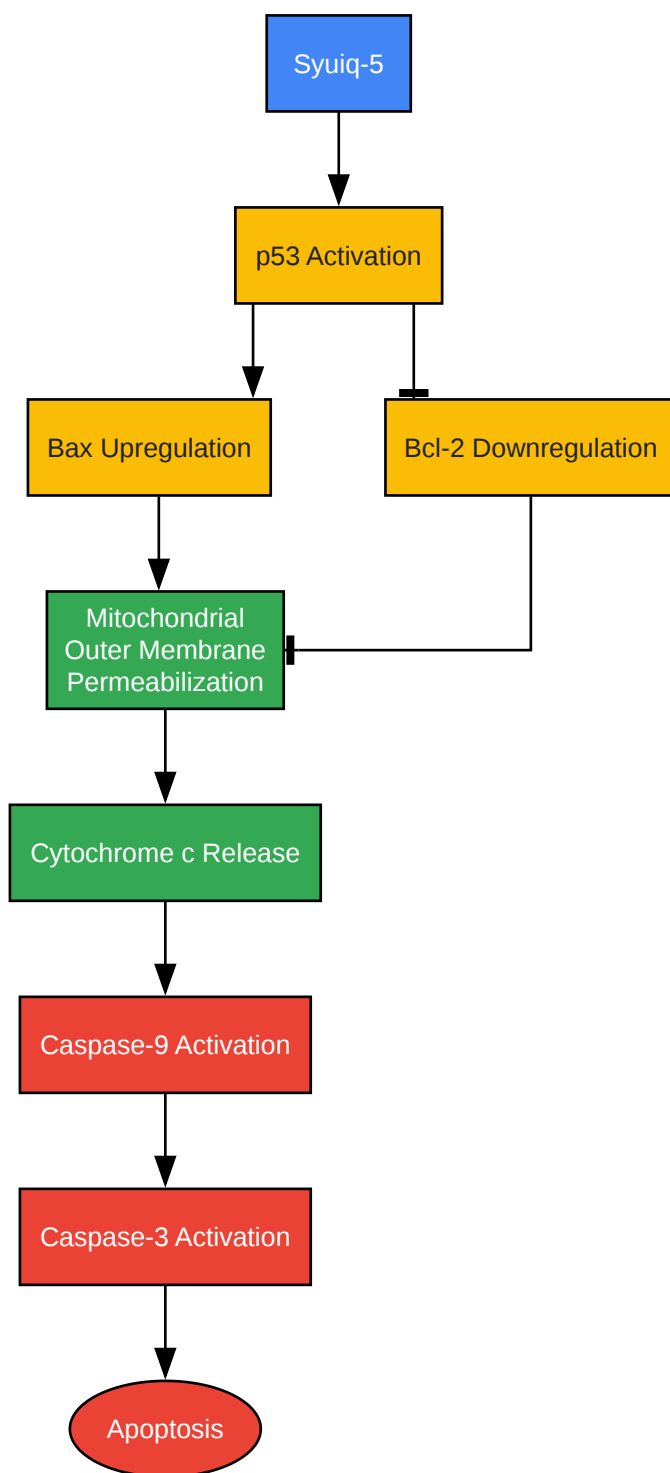 Syuiq-5
p53 Activation
Bax Upregulation
Bcl-2 Downregulation
Mitochondrial
Outer Membrane
Permeabilization
Cytochrome c Release
Caspase-9 Activation
Caspase-3 Activation
Apoptosis